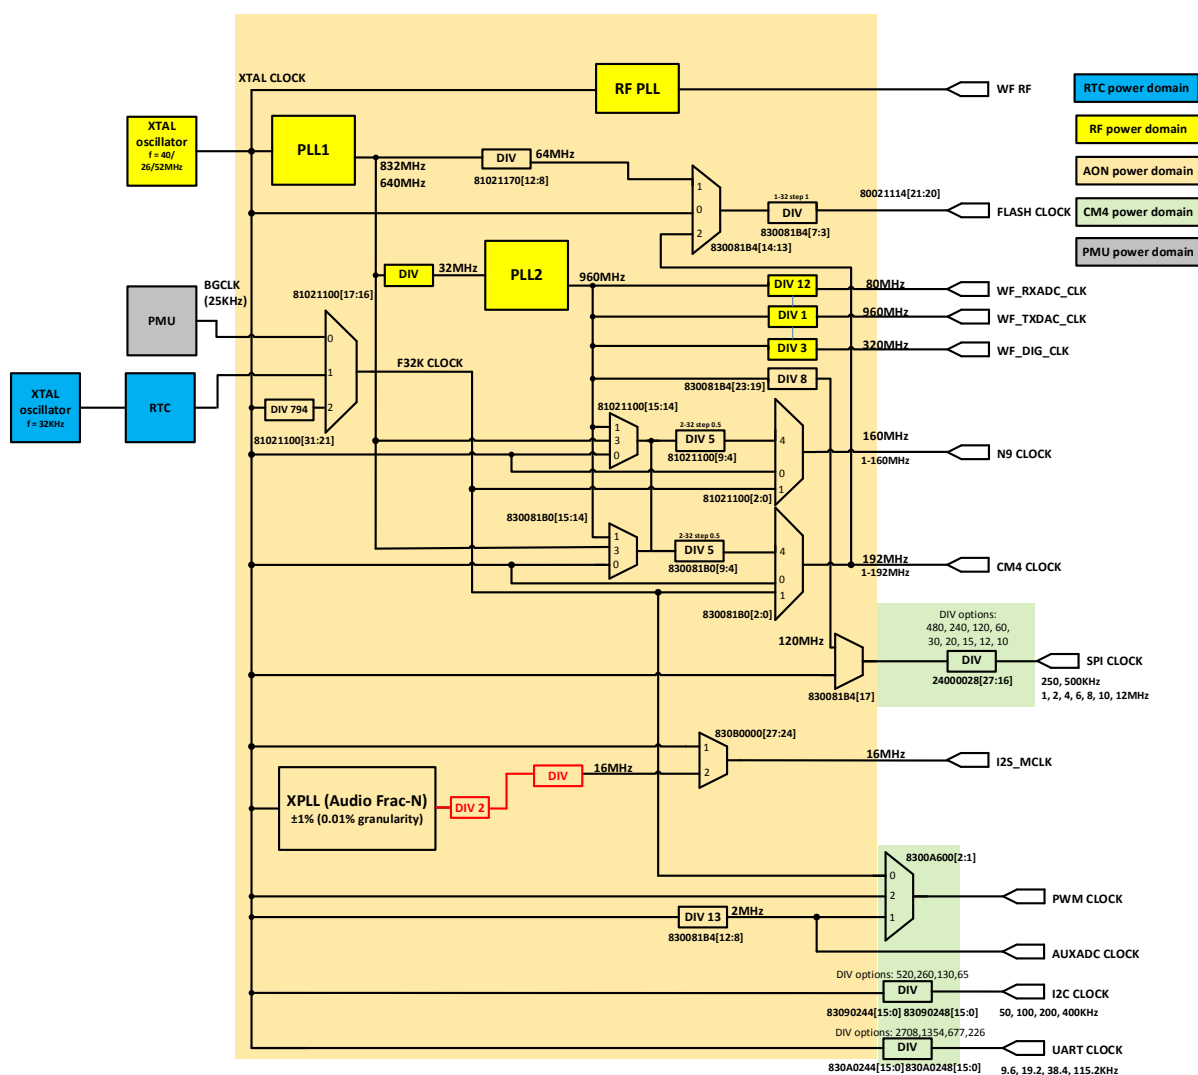 XTAL CLOCK
RF PLL
WF RF
RTC power domain
XTAL
oscillator
f = 40/
26/52MHz
PLL1
832MHz
640MHz
DIV
64MHz
81021170[12:8]
RF power domain
AON power domain
CM4 power domain
PMU power domain
1
0
2
830081B4[14:13]
1-32 step 1
DIV
830081B4[7:3]
80021114[21:20]
FLASH CLOCK
DIV
32MHz
PLL2
960MHz
DIV 12
80MHz
WF_RXADC_CLK
DIV 1
960MHz
WF_TXDAC_CLK
DIV 3
320MHz
WF_DIG_CLK
DIV 8
830081B4[23:19]
BGCLK
(25KHz)
PMU
81021100[17:16]
0
1
2
F32K CLOCK
XTAL
oscillator
f = 32KHz
RTC
DIV 794
81021100[31:21]
81021100[15:14]
1
3
0
2-32 step 0.5
DIV 5
81021100[9:4]
4
0
1
81021100[2:0]
160MHz
1-160MHz
N9 CLOCK
830081B0[15:14]
1
3
0
2-32 step 0.5
DIV 5
830081B0[9:4]
4
0
1
830081B0[2:0]
192MHz
1-192MHz
CM4 CLOCK
120MHz
830081B4[17]
DIV options:
480, 240, 120, 60,
30, 20, 15, 12, 10
DIV
24000028[27:16]
SPI CLOCK
250, 500KHz
1, 2, 4, 6, 8, 10, 12MHz
830B0000[27:24]
1
2
16MHz
I2S_MCLK
XPLL (Audio Frac-N)
±1% (0.01% granularity)
DIV 2
DIV
16MHz
8300A600[2:1]
0
2
1
PWM CLOCK
DIV 13
2MHz
830081B4[12:8]
AUXADC CLOCK
DIV options: 520,260,130,65
DIV
83090244[15:0] 83090248[15:0]
I2C CLOCK
50, 100, 200, 400KHz
DIV options: 2708,1354,677,226
DIV
830A0244[15:0] 830A0248[15:0]
UART CLOCK
9.6, 19.2, 38.4, 115.2KHz